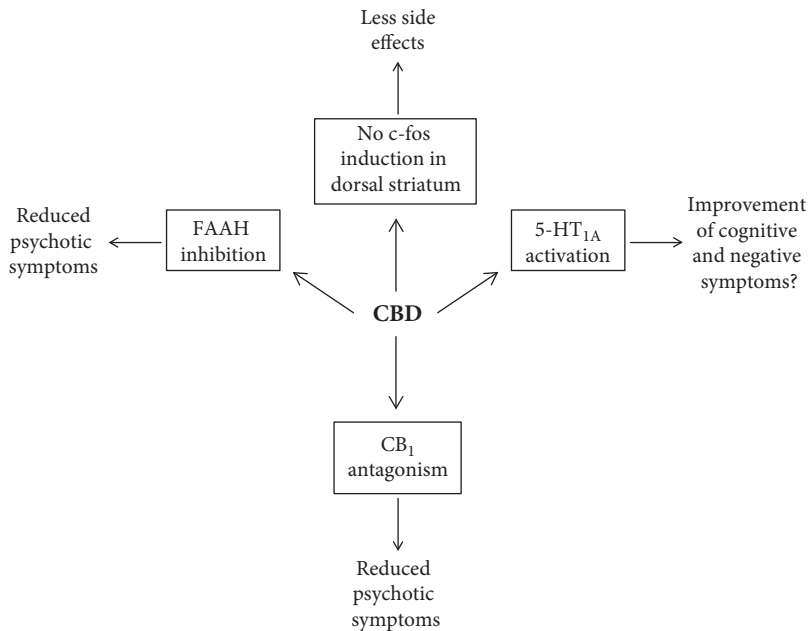 Less side
effects
No c-fos
induction in
dorsal striatum
Reduced
psychotic
symptoms
FAAH
inhibition
5-HT1A
activation
Improvement
of cognitive
and negative
symptoms?
CBD
CB1
antagonism
Reduced
psychotic
symptoms